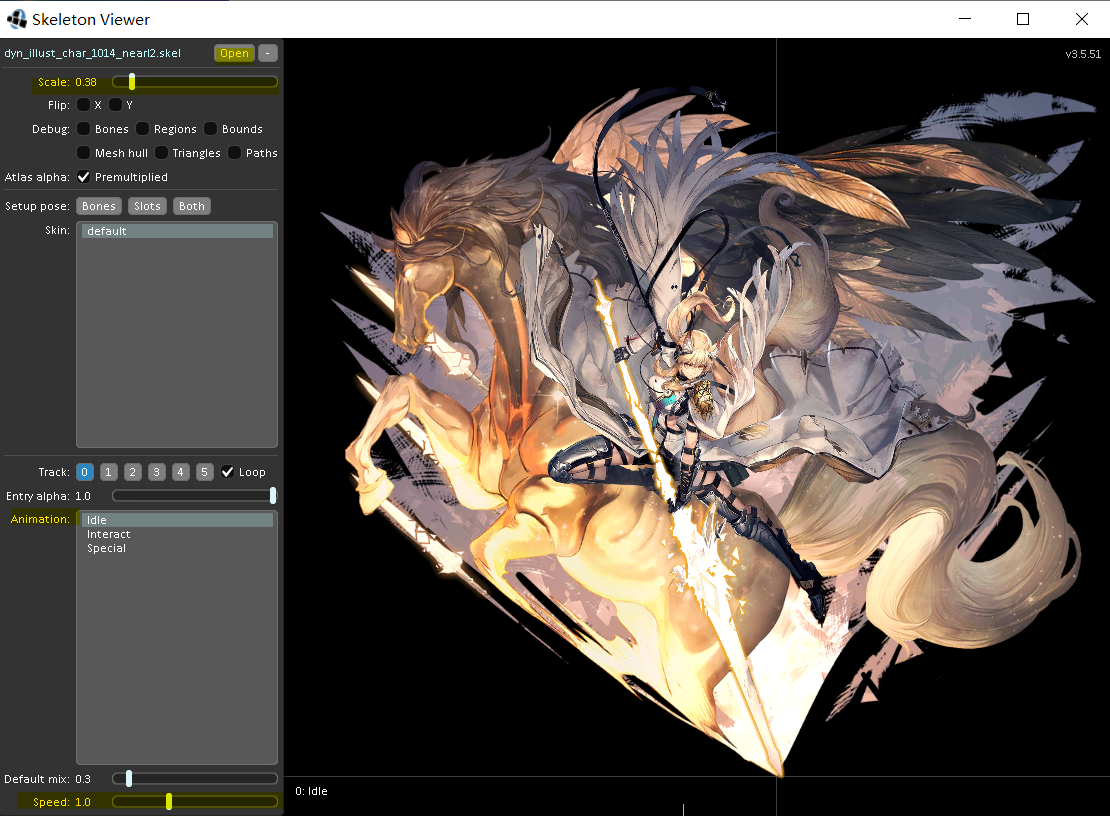 Skeleton Viewer
dyn_illust_char_1014_nearl2.skel Open -
v3.5.51
Scale: 0.38
Flip: X Y
Debug: Bones Regions Bounds
Mesh hull Triangles Paths
Atlas alpha: Premultiplied
Setup pose: Bones Slots Both
Skin: default
Track: 0 1 2 3 4 5 Loop
Entry alpha: 1.0
Animation: Idle
Interact
Special
Default mix: 0.3
0: Idle
Speed: 1.0